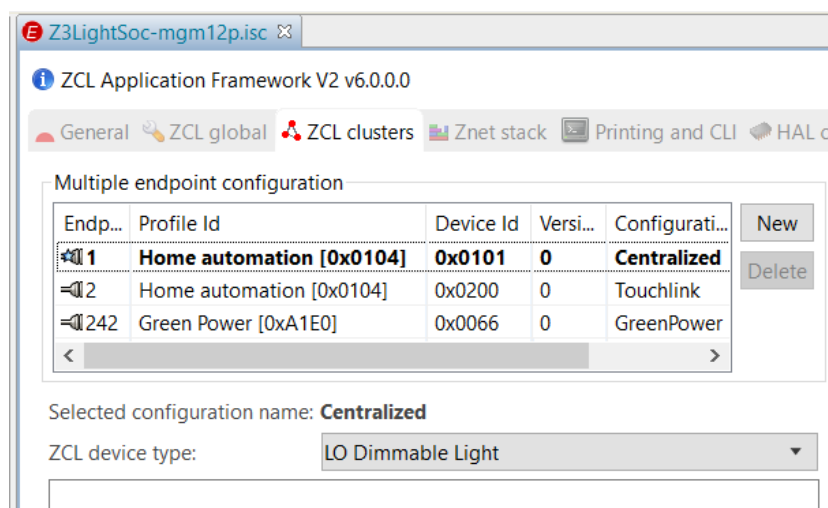 Z3LightSoc-mgm12p.isc
ZCL Application Framework V2 v6.0.0.0
General ZCL global ZCL clusters Znet stack Printing and CLI HAL
Multiple endpoint configuration
Endp... Profile Id Device Id Versi... Configurati... New
1 Home automation [0x0104] 0x0101 0 Centralized
Delete
2 Home automation [0x0104] 0x0200 0 Touchlink
242 Green Power [0xA1E0] 0x0066 0 GreenPower
Selected configuration name: Centralized
ZCL device type: LO Dimmable Light